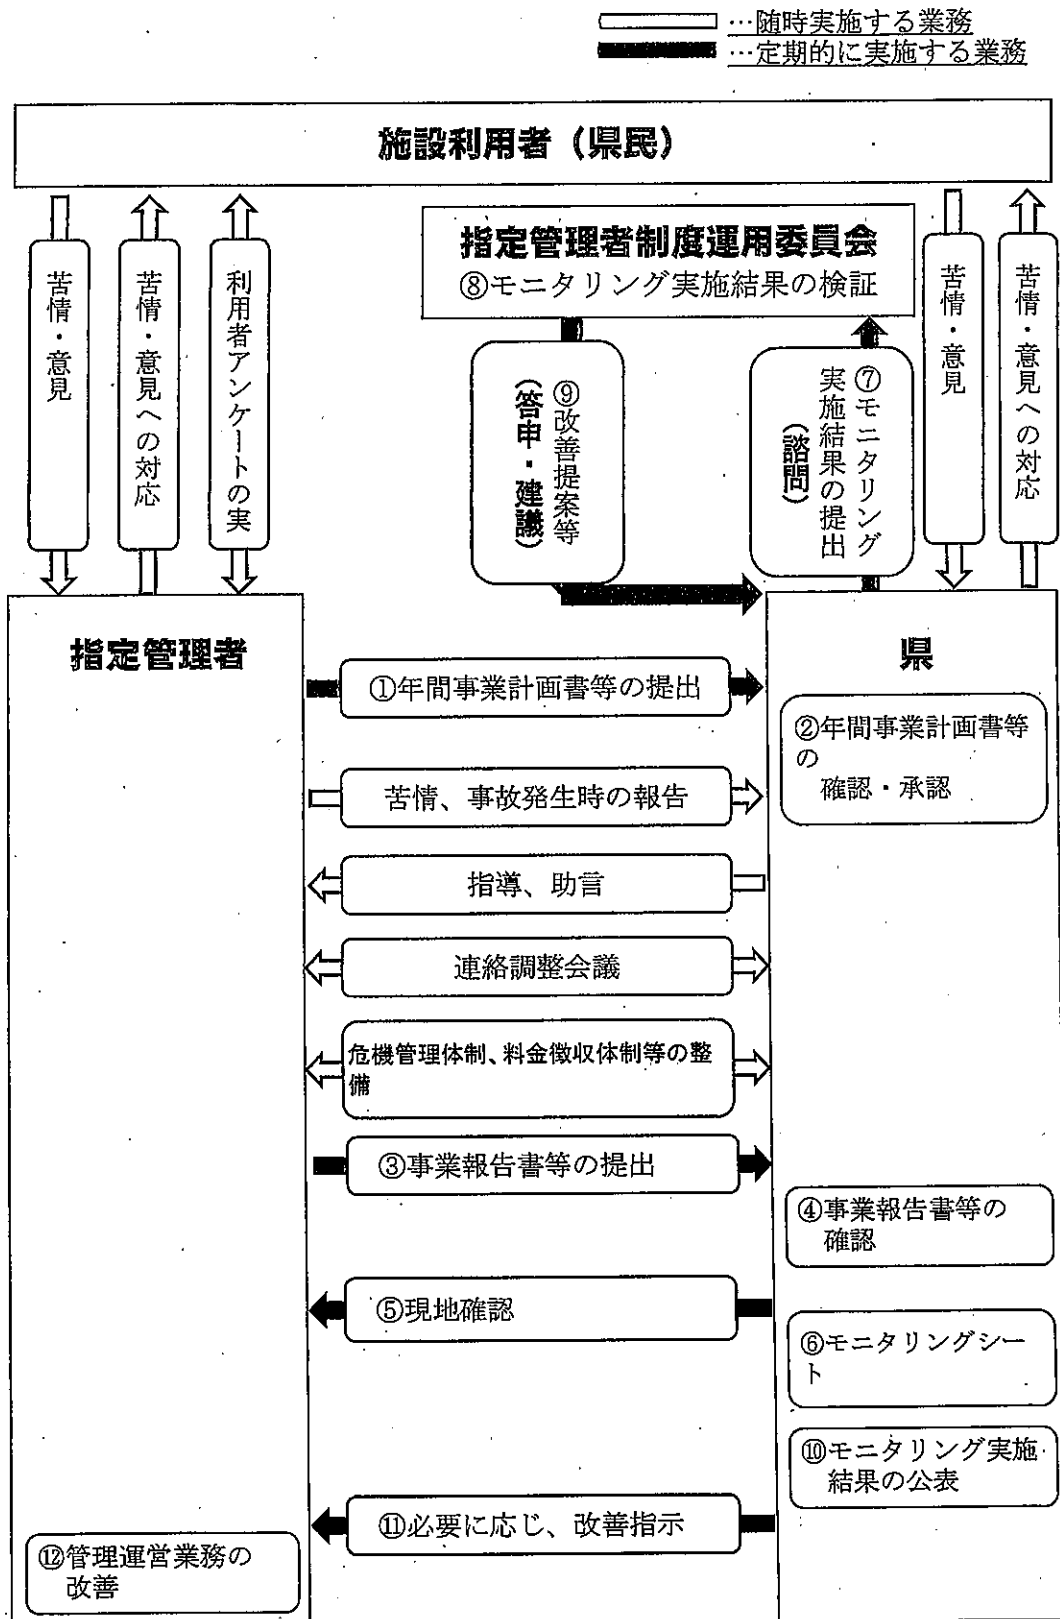 …随時実施する業務
…定期的に実施する業務
施設利用者（県民）
苦情・意見
苦情・意見への対応
利用者アンケートの実
指定管理者制度運用委員会
⑧モニタリング実施結果の検証
⑨改善提案等
（答申・建議）
⑦モニタリング
実施結果の提出
（諮問）
苦情・意見
苦情・意見への対応
指定管理者
県
①年間事業計画書等の提出
②年間事業計画書等
の
確認・承認
苦情、事故発生時の報告
指導、助言
連絡調整会議
危機管理体制、料金徴収体制等の整
備
③事業報告書等の提出
④事業報告書等の
確認
⑤現地確認
⑥モニタリングシー
ト
⑩モニタリング実施
結果の公表
⑪必要に応じ、改善指示
⑫管理運営業務の
改善